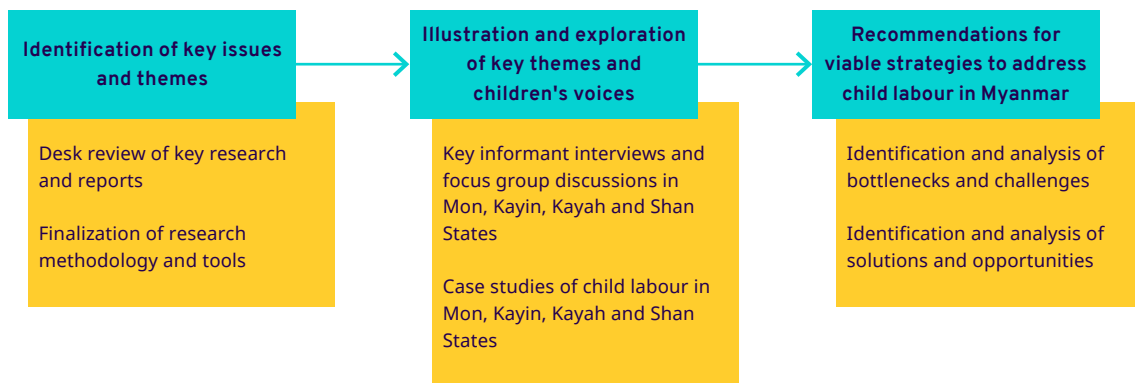 Identification of key issues
and themes
Desk review of key research
and reports
Finalization of research
methodology and tools
Illustration and exploration
of key themes and
children's voices
Key informant interviews and
focus group discussions in
Mon, Kayin, Kayah and Shan
States
Case studies of child labour in
Mon, Kayin, Kayah and Shan
States
Recommendations for
viable strategies to address
child labour in Myanmar
Identification and analysis of
bottlenecks and challenges
Identification and analysis of
solutions and opportunities